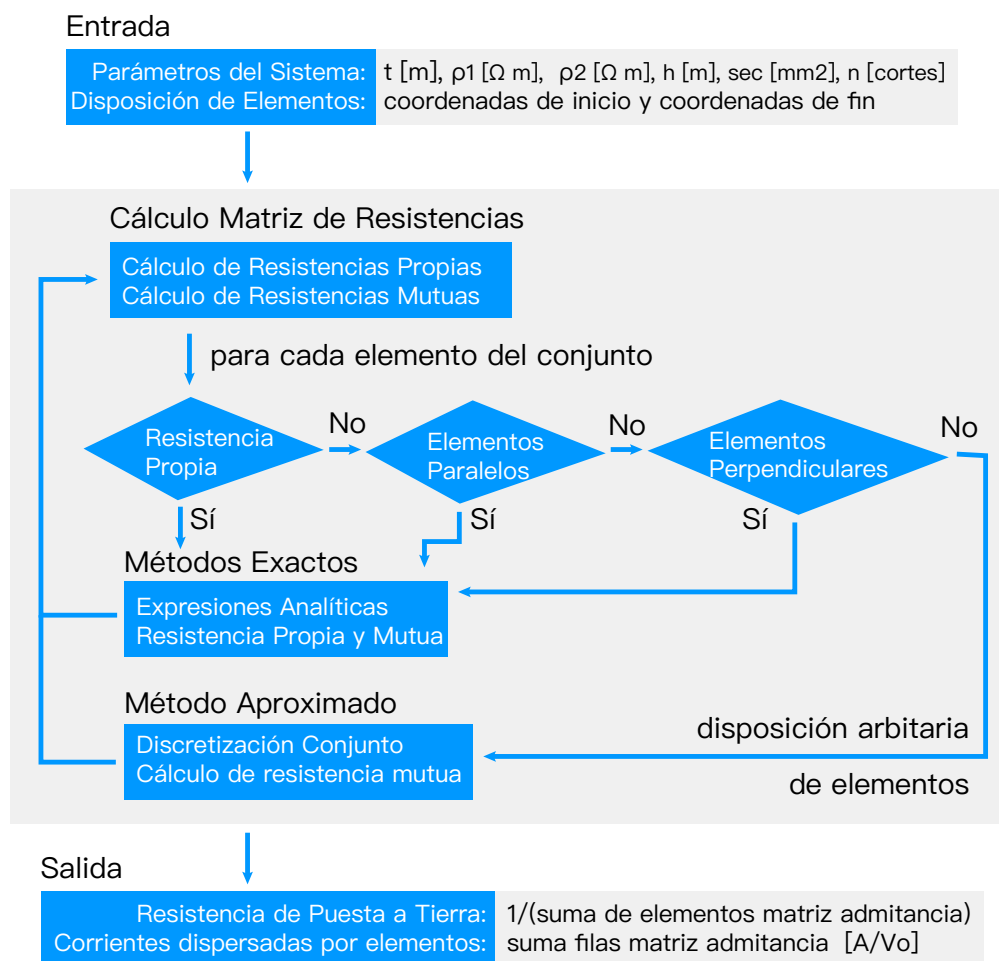 Entrada
Parámetros del Sistema: t [m], ρ1 [Ω m], ρ2 [Ω m], h [m], sec [mm2], n [cortes]
Disposición de Elementos: coordenadas de inicio y coordenadas de fin
Cálculo Matriz de Resistencias
Cálculo de Resistencias Propias
Cálculo de Resistencias Mutuas
para cada elemento del conjunto
Resistencia
Propia
No
Elementos
Paralelos
No
Elementos
Perpendiculares
No
Sí
Sí
Sí
Métodos Exactos
Expresiones Analíticas
Resistencia Propia y Mutua
Método Aproximado
Discretización Conjunto
Cálculo de resistencia mutua
disposición arbitaria
de elementos
Salida
Resistencia de Puesta a Tierra: 1/(suma de elementos matriz admitancia)
Corrientes dispersadas por elementos: suma filas matriz admitancia [A/Vo]